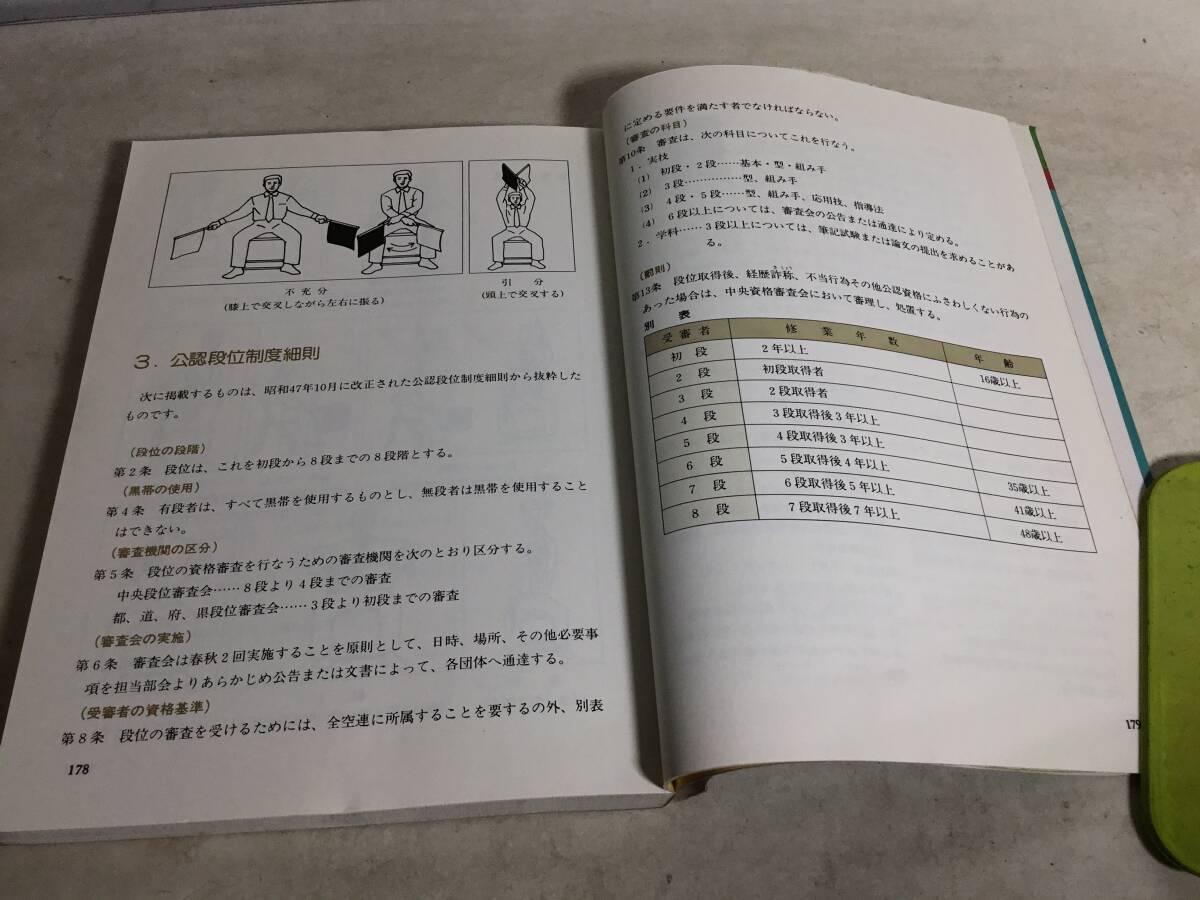 不充分
(膝上で交叉しながら左右に振る)
引分
(頭上で交叉する)
3．公認段位制度細則
次に掲載するものは、昭和47年10月に改正された公認段位制度細則から抜粋した
ものです。
(段位の段階)
第2条　段位は、これを初段から8段までの8段階とする。
(黒帯の使用)
第4条　有段者は、すべて黒帯を使用するものとし、無段者は黒帯を使用すること
はできない。
(審査機関の区分)
第5条　段位の資格審査を行なうための審査機関を次のとおり区分する。
中央段位審査会……8段より4段までの審査
都、道、府、県段位審査会……3段より初段までの審査
(審査会の実施)
第6条　審査会は春秋2回実施することを原則として、日時、場所、その他必要事
項を担当部会よりあらかじめ公告または文書によって、各団体へ通達する。
(受審者の資格基準)
第8条　段位の審査を受けるためには、全空連に所属することを要するの外、別表
178
に定める要件を満たす者でなければならない。
(審査の科目)
第10条　審査は、次の科目についてこれを行なう。
1．実技
(1)　初段・2段……基本・型・組み手
(2)　3段……………型、組み手
(3)　4段・5段……型、組み手、応用技、指導法
(4)　6段以上については、審査会の公告または通達により定める。
2．学科……3段以上については、筆記試験または論文の提出を求めることがあ
る。
(罰則)
第13条　段位取得後、経歴詐称、不当行為その他公認資格にふさわしくない行為の
あった場合は、中央資格審査会において審理し、処置する。
別　表
受審者　修業年数　年齢
初段　2年以上　16歳以上
2段　初段取得者
3段　2段取得者
4段　3段取得後3年以上
5段　4段取得後3年以上
6段　5段取得後4年以上　35歳以上
7段　6段取得後5年以上　41歳以上
8段　7段取得後7年以上　48歳以上
179